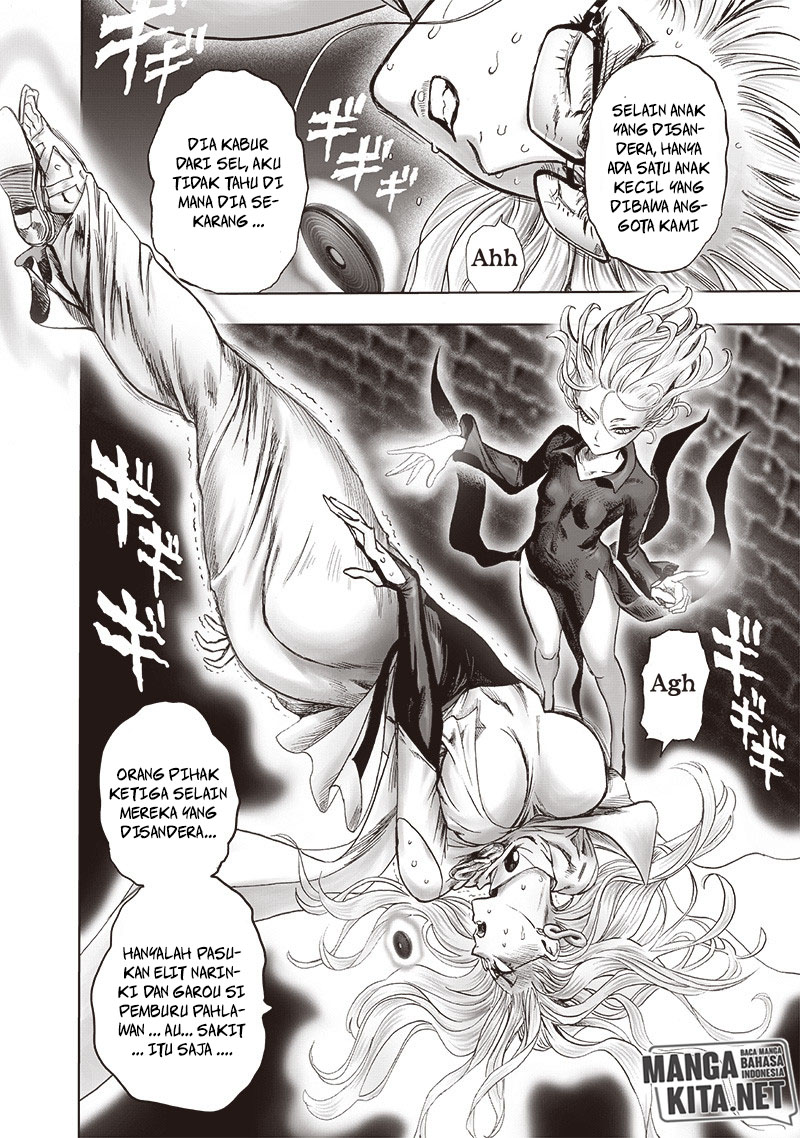 SELAIN ANAK
YANG DISAN-
DERA, HANYA
ADA SATU ANAK
KECIL YANG
DIBAWA ANG-
GOTA KAMI
DIA KABUR
DARI SEL, AKU
TIDAK TAHU DI
MANA DIA SE-
KARANG ...
Ahh
ギギ
ギギギ
ギギギ
Agh
ギギギ
ORANG PIHAK
KETIGA SELAIN
MEREKA YANG
DISANDERA...
HANYALAH PASU-
KAN ELIT NARIN-
KI DAN GAROU SI
PEMBURU PAHLA-
WAN ... AU... SAKIT
... ITU SAJA ....
MANGA
KITA.NET
BACA MANGA
BAHASA
INDONESIA